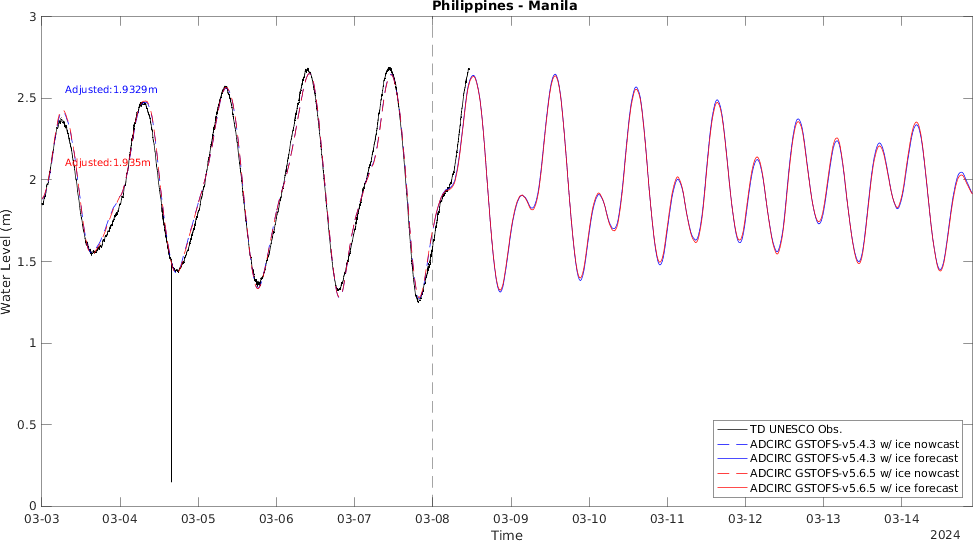 Philippines - Manila
3
2.5
2
1.5
1
0.5
0
Water Level (m)
Adjusted:1.9329m
Adjusted:1.935m
TD UNESCO Obs.
ADCIRC GSTOFS-v5.4.3 w/ ice nowcast
ADCIRC GSTOFS-v5.4.3 w/ ice forecast
ADCIRC GSTOFS-v5.6.5 w/ ice nowcast
ADCIRC GSTOFS-v5.6.5 w/ ice forecast
03-03 03-04 03-05 03-06 03-07 03-08 03-09 03-10 03-11 03-12 03-13 03-14
Time
2024